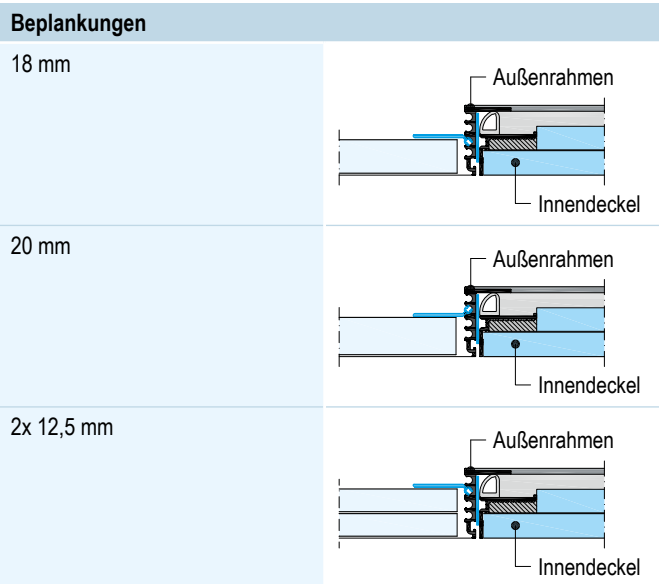 Beplankungen
18 mm
Außenrahmen
Innendeckel
20 mm
Außenrahmen
Innendeckel
2x 12,5 mm
Außenrahmen
Innendeckel